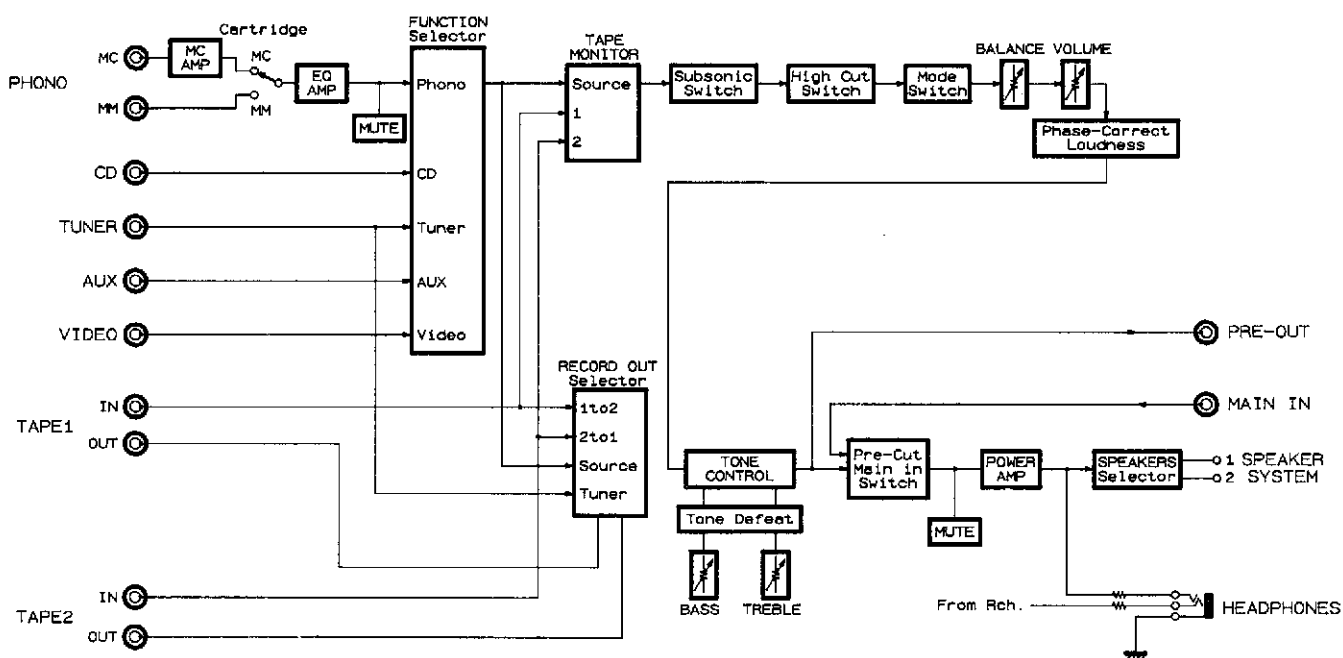 Cartridge
FUNCTION
Selector
TAPE
MONITOR
BALANCE VOLUME
PHONO
MC
MC
AMP
MC
MM
MM
EQ
AMP
MUTE
Phono
CD
Tuner
AUX
Video
Source
1
2
Subsonic
Switch
High Cut
Switch
Mode
Switch
Phase-Correct
Loudness
CD
TUNER
AUX
VIDEO
PRE-OUT
MAIN IN
RECORD OUT
Selector
TAPE1
IN
OUT
1to2
2to1
Source
Tuner
TONE
CONTROL
Tone Defeat
BASS
TREBLE
Pre-Cut
Main in
Switch
MUTE
POWER
AMP
SPEAKERS
Selector
1 SPEAKER
2 SYSTEM
TAPE2
IN
OUT
From Rch.
HEADPHONES